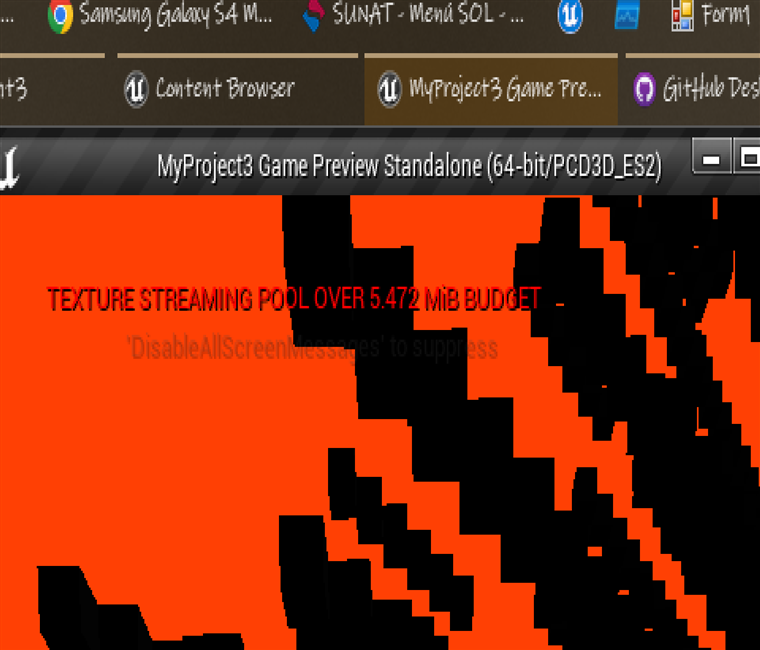 ... Samsung Galaxy S4 M... SUNAT - Menú SOL - ... Form1
nt3 Content Browser MyProject3 Game Pre... GitHub Des
MyProject3 Game Preview Standalone (64-bit/PCD3D_ES2)
TEXTURE STREAMING POOL OVER 5.472 MiB BUDGET
'DisableAllScreenMessages' to suppress